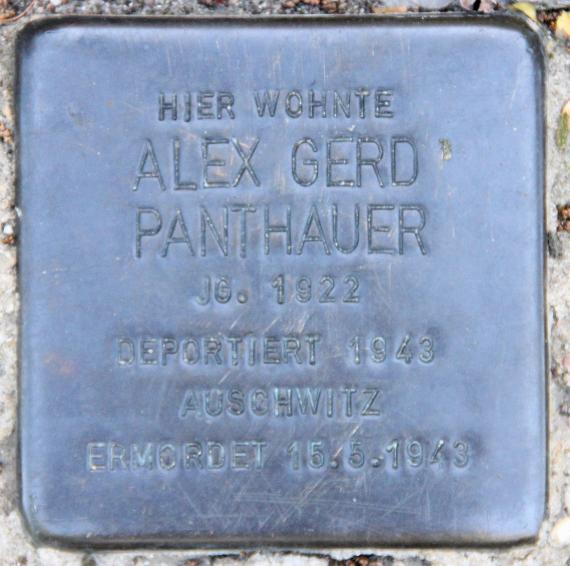 HIER WOHNTE
ALEX GERD
PANTHAUER
JG. 1922
DEPORTIERT 1943
AUSCHWITZ
ERMORDET 15.5.1943